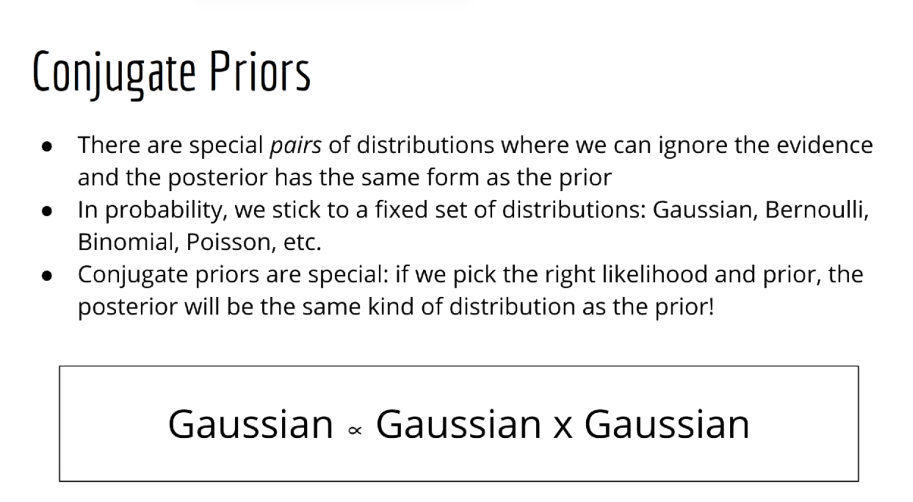 Conjugate Priors
● There are special pairs of distributions where we can ignore the evidence
and the posterior has the same form as the prior
● In probability, we stick to a fixed set of distributions: Gaussian, Bernoulli,
Binomial, Poisson, etc.
● Conjugate priors are special: if we pick the right likelihood and prior, the
posterior will be the same kind of distribution as the prior!
Gaussian ∝ Gaussian x Gaussian